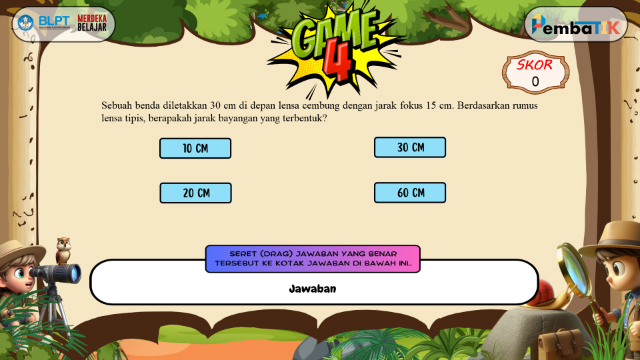 BLPT
MERDEKA
BELAJAR
PembaTIK
GAME
4
SKOR
0
Sebuah benda diletakkan 30 cm di depan lensa cembung dengan jarak fokus 15 cm. Berdasarkan rumus
lensa tipis, berapakah jarak bayangan yang terbentuk?
10 CM
30 CM
20 CM
60 CM
SERET (DRAG) JAWABAN YANG BENAR
TERSEBUT KE KOTAK JAWABAN DI BAWAH INI..
Jawaban